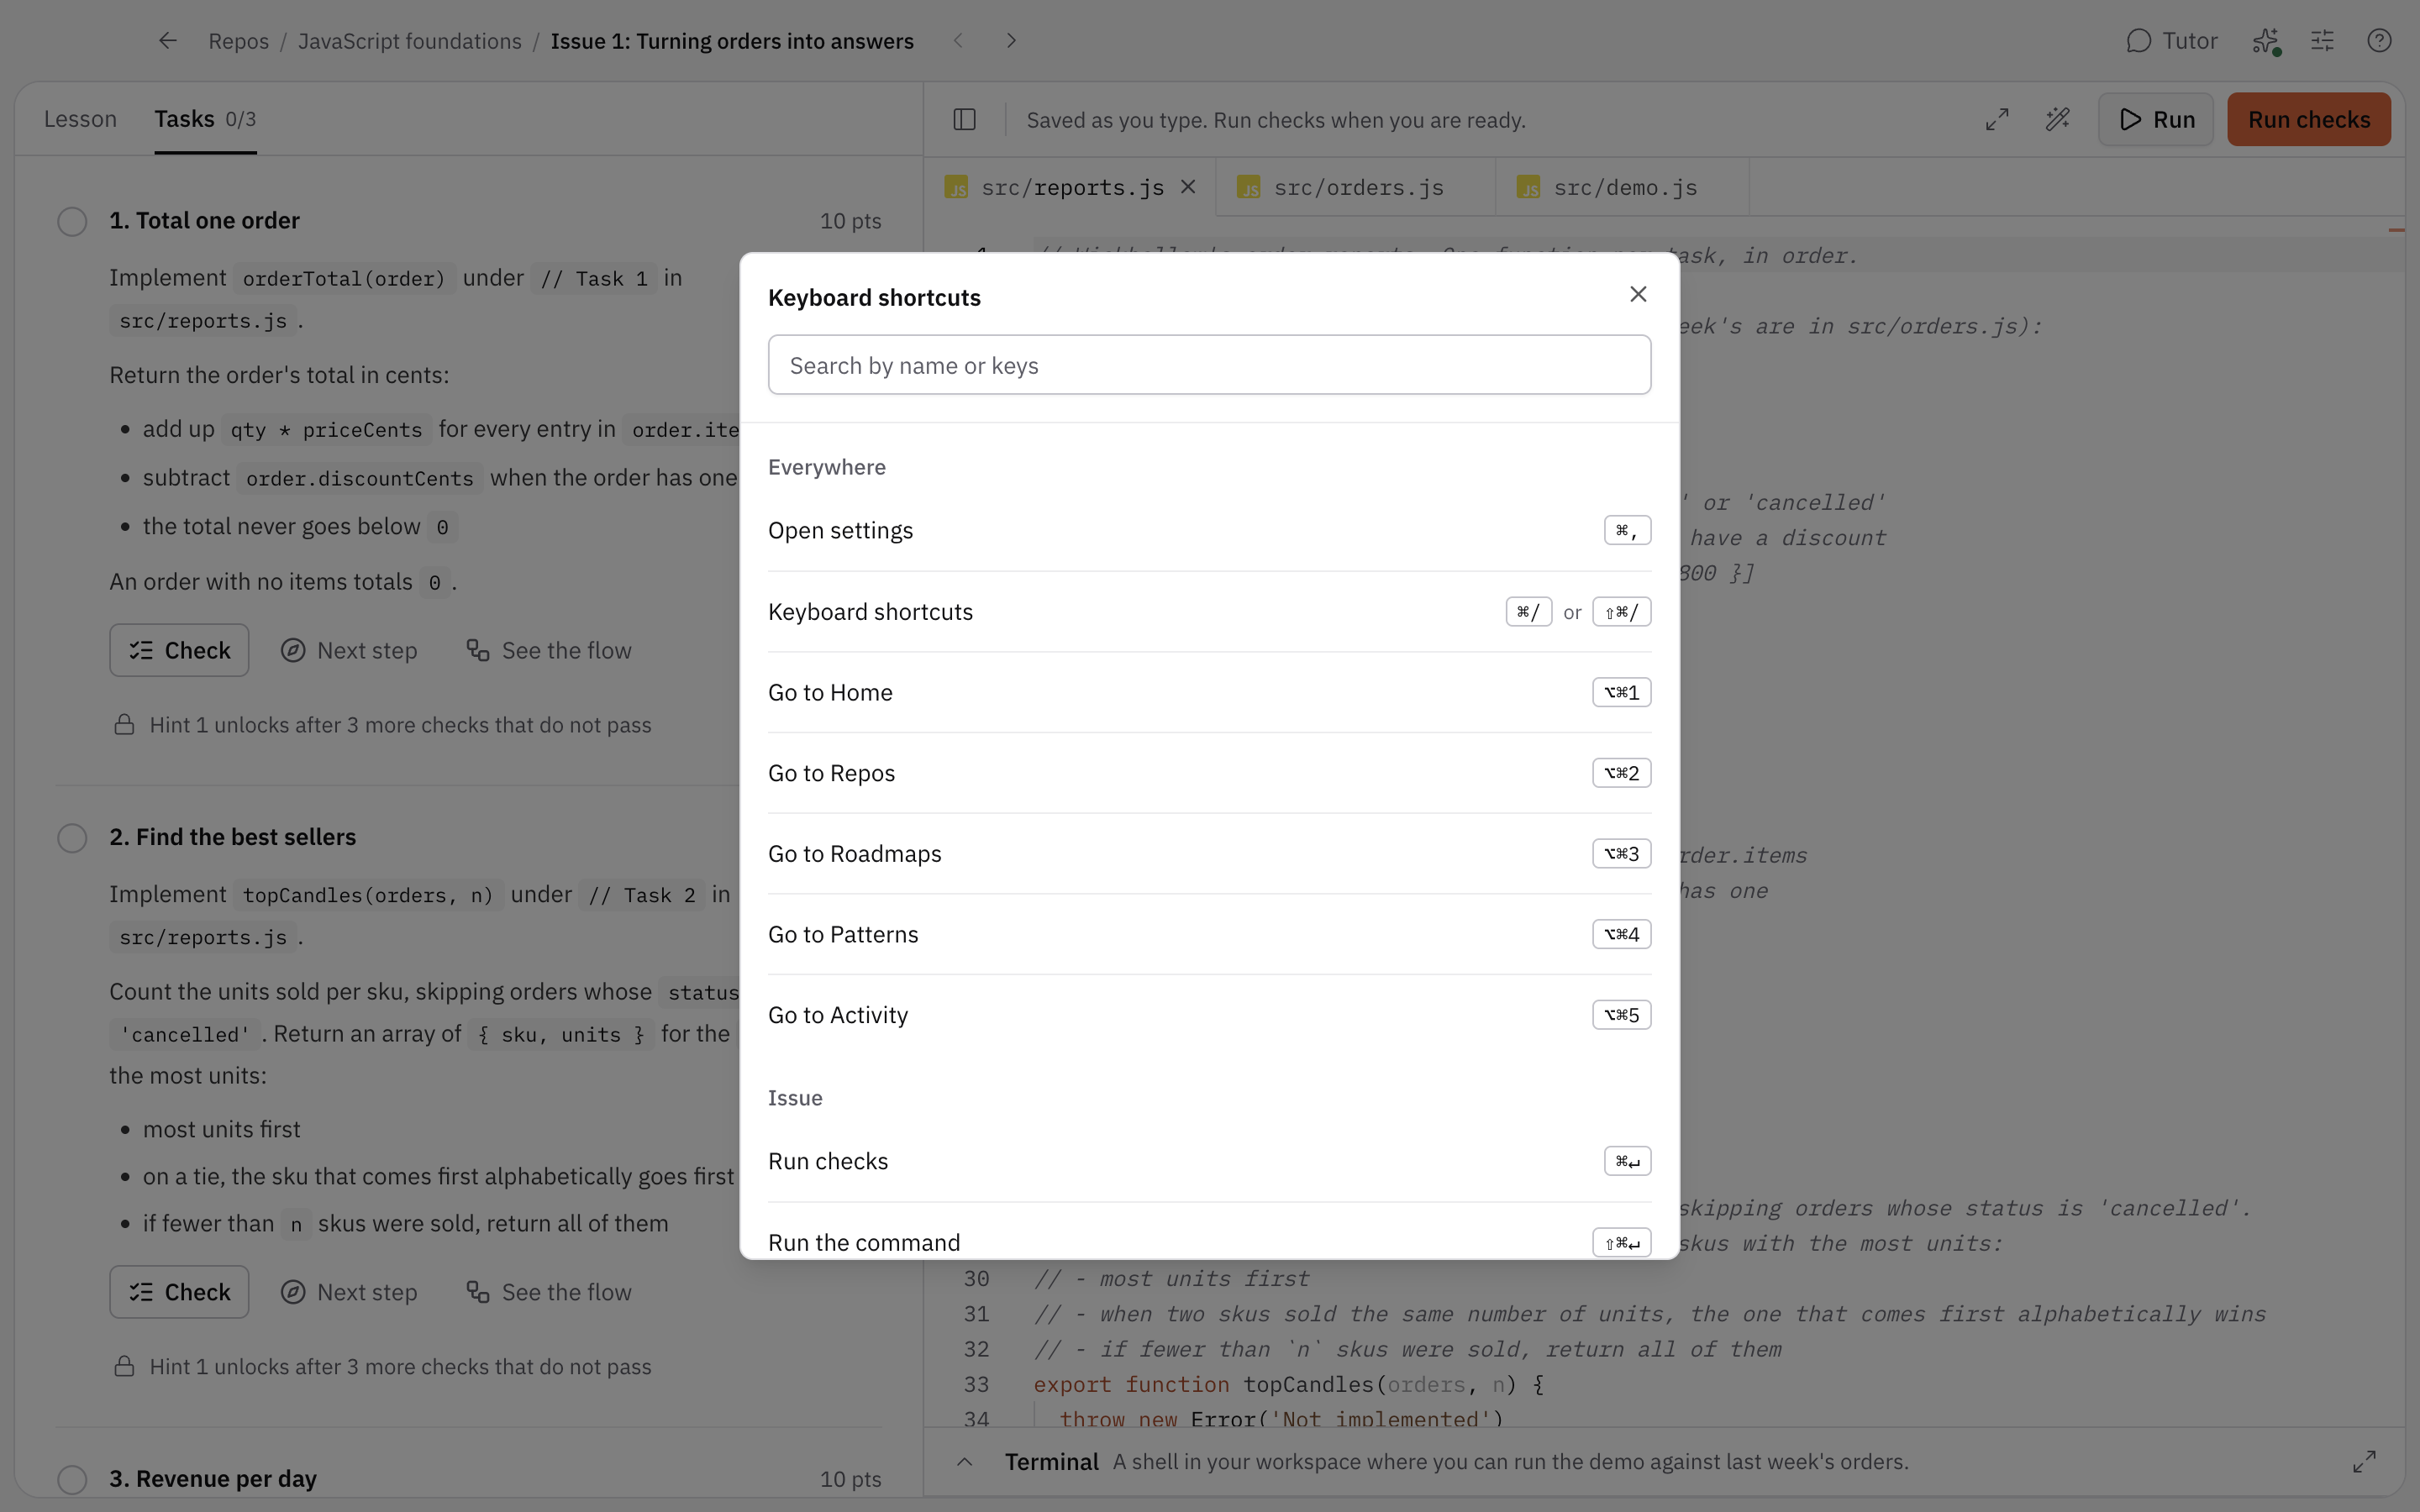 Repos / JavaScript foundations / Issue 1: Turning orders into answers
Tutor
Lesson
Tasks 0/3
1. Total one order
10 pts
Implement orderTotal(order) under // Task 1 in
src/reports.js .
Return the order's total in cents:
add up qty * priceCents for every entry in order.ite
subtract order.discountCents when the order has one
the total never goes below 0
An order with no items totals 0 .
Check
Next step
See the flow
Hint 1 unlocks after 3 more checks that do not pass
2. Find the best sellers
Implement topCandles(orders, n) under // Task 2 in
src/reports.js .
Count the units sold per sku, skipping orders whose status
'cancelled' . Return an array of { sku, units } for the
the most units:
most units first
on a tie, the sku that comes first alphabetically goes first
if fewer than n skus were sold, return all of them
Check
Next step
See the flow
Hint 1 unlocks after 3 more checks that do not pass
3. Revenue per day
10 pts
Saved as you type. Run checks when you are ready.
Run
Run checks
JS src/reports.js
JS src/orders.js
JS src/demo.js
task, in order.
eek's are in src/orders.js):
' or 'cancelled'
have a discount
800 }]
rder.items
has one
skipping orders whose status is 'cancelled'.
skus with the most units:
30 // - most units first
31 // - when two skus sold the same number of units, the one that comes first alphabetically wins
32 // - if fewer than `n` skus were sold, return all of them
33 export function topCandles(orders, n) {
34 throw new Error('Not implemented')
Terminal A shell in your workspace where you can run the demo against last week's orders.
Keyboard shortcuts
Search by name or keys
Everywhere
Open settings ⌘,
Keyboard shortcuts ⌘/ or ⇧⌘/
Go to Home ⌥⌘1
Go to Repos ⌥⌘2
Go to Roadmaps ⌥⌘3
Go to Patterns ⌥⌘4
Go to Activity ⌥⌘5
Issue
Run checks ⌘↵
Run the command ⇧⌘↵